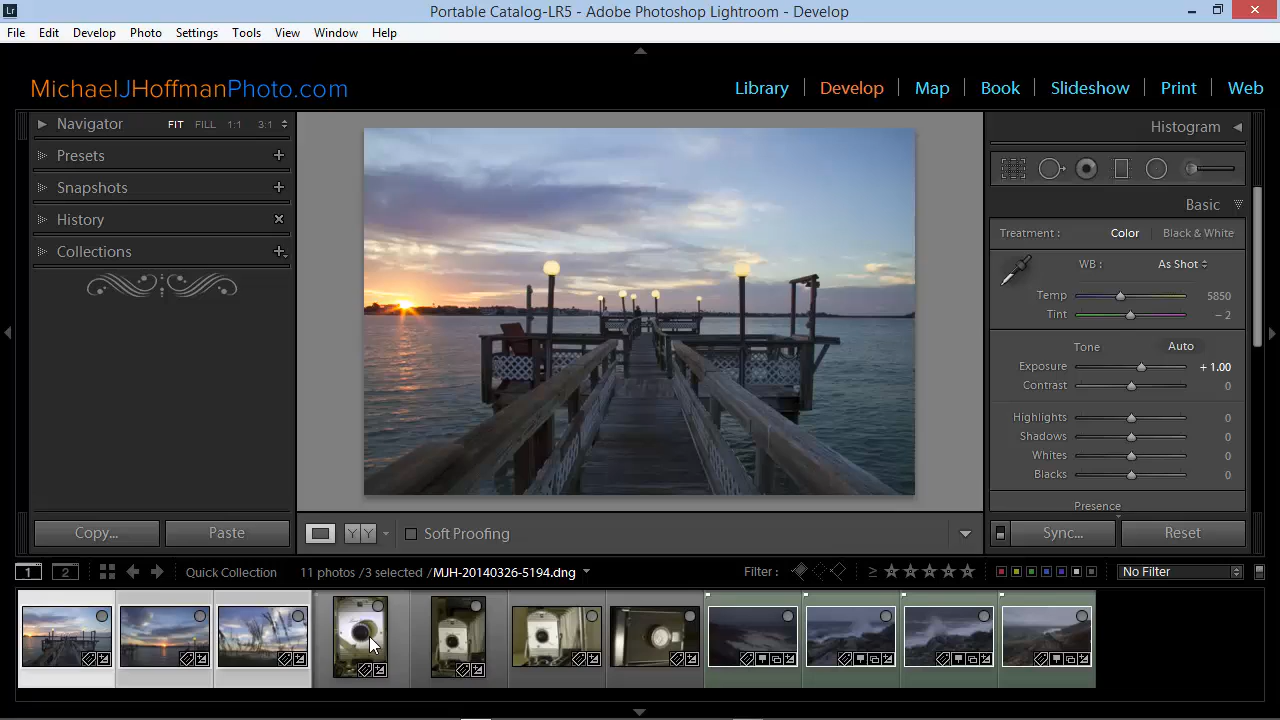 Lr
Portable Catalog-LR5 - Adobe Photoshop Lightroom - Develop
File Edit Develop Photo Settings Tools View Window Help
MichaelJHoffmanPhoto.com
Library Develop Map Book Slideshow Print Web
Navigator FIT FILL 1:1 3:1
Presets
Snapshots
History
Collections
Copy... Paste
Histogram
Basic
Treatment : Color Black & White
WB : As Shot
Temp 5850
Tint – 2
Tone Auto
Exposure + 1.00
Contrast 0
Highlights 0
Shadows 0
Whites 0
Blacks 0
Presence
Sync... Reset
Soft Proofing
1 2 Quick Collection 11 photos / 3 selected / MJH-20140326-5194.dng Filter : ≥ No Filter